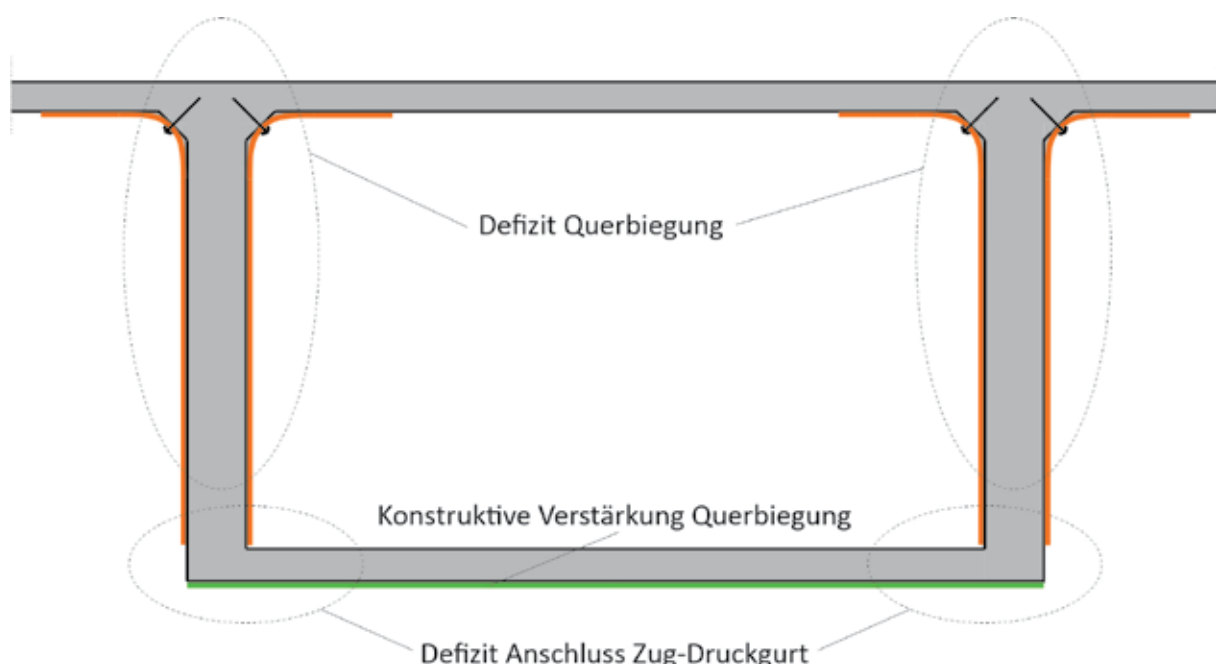 Defizit Querbiegung
Konstruktive Verstärkung Querbiegung
Defizit Anschluss Zug-Druckgurt